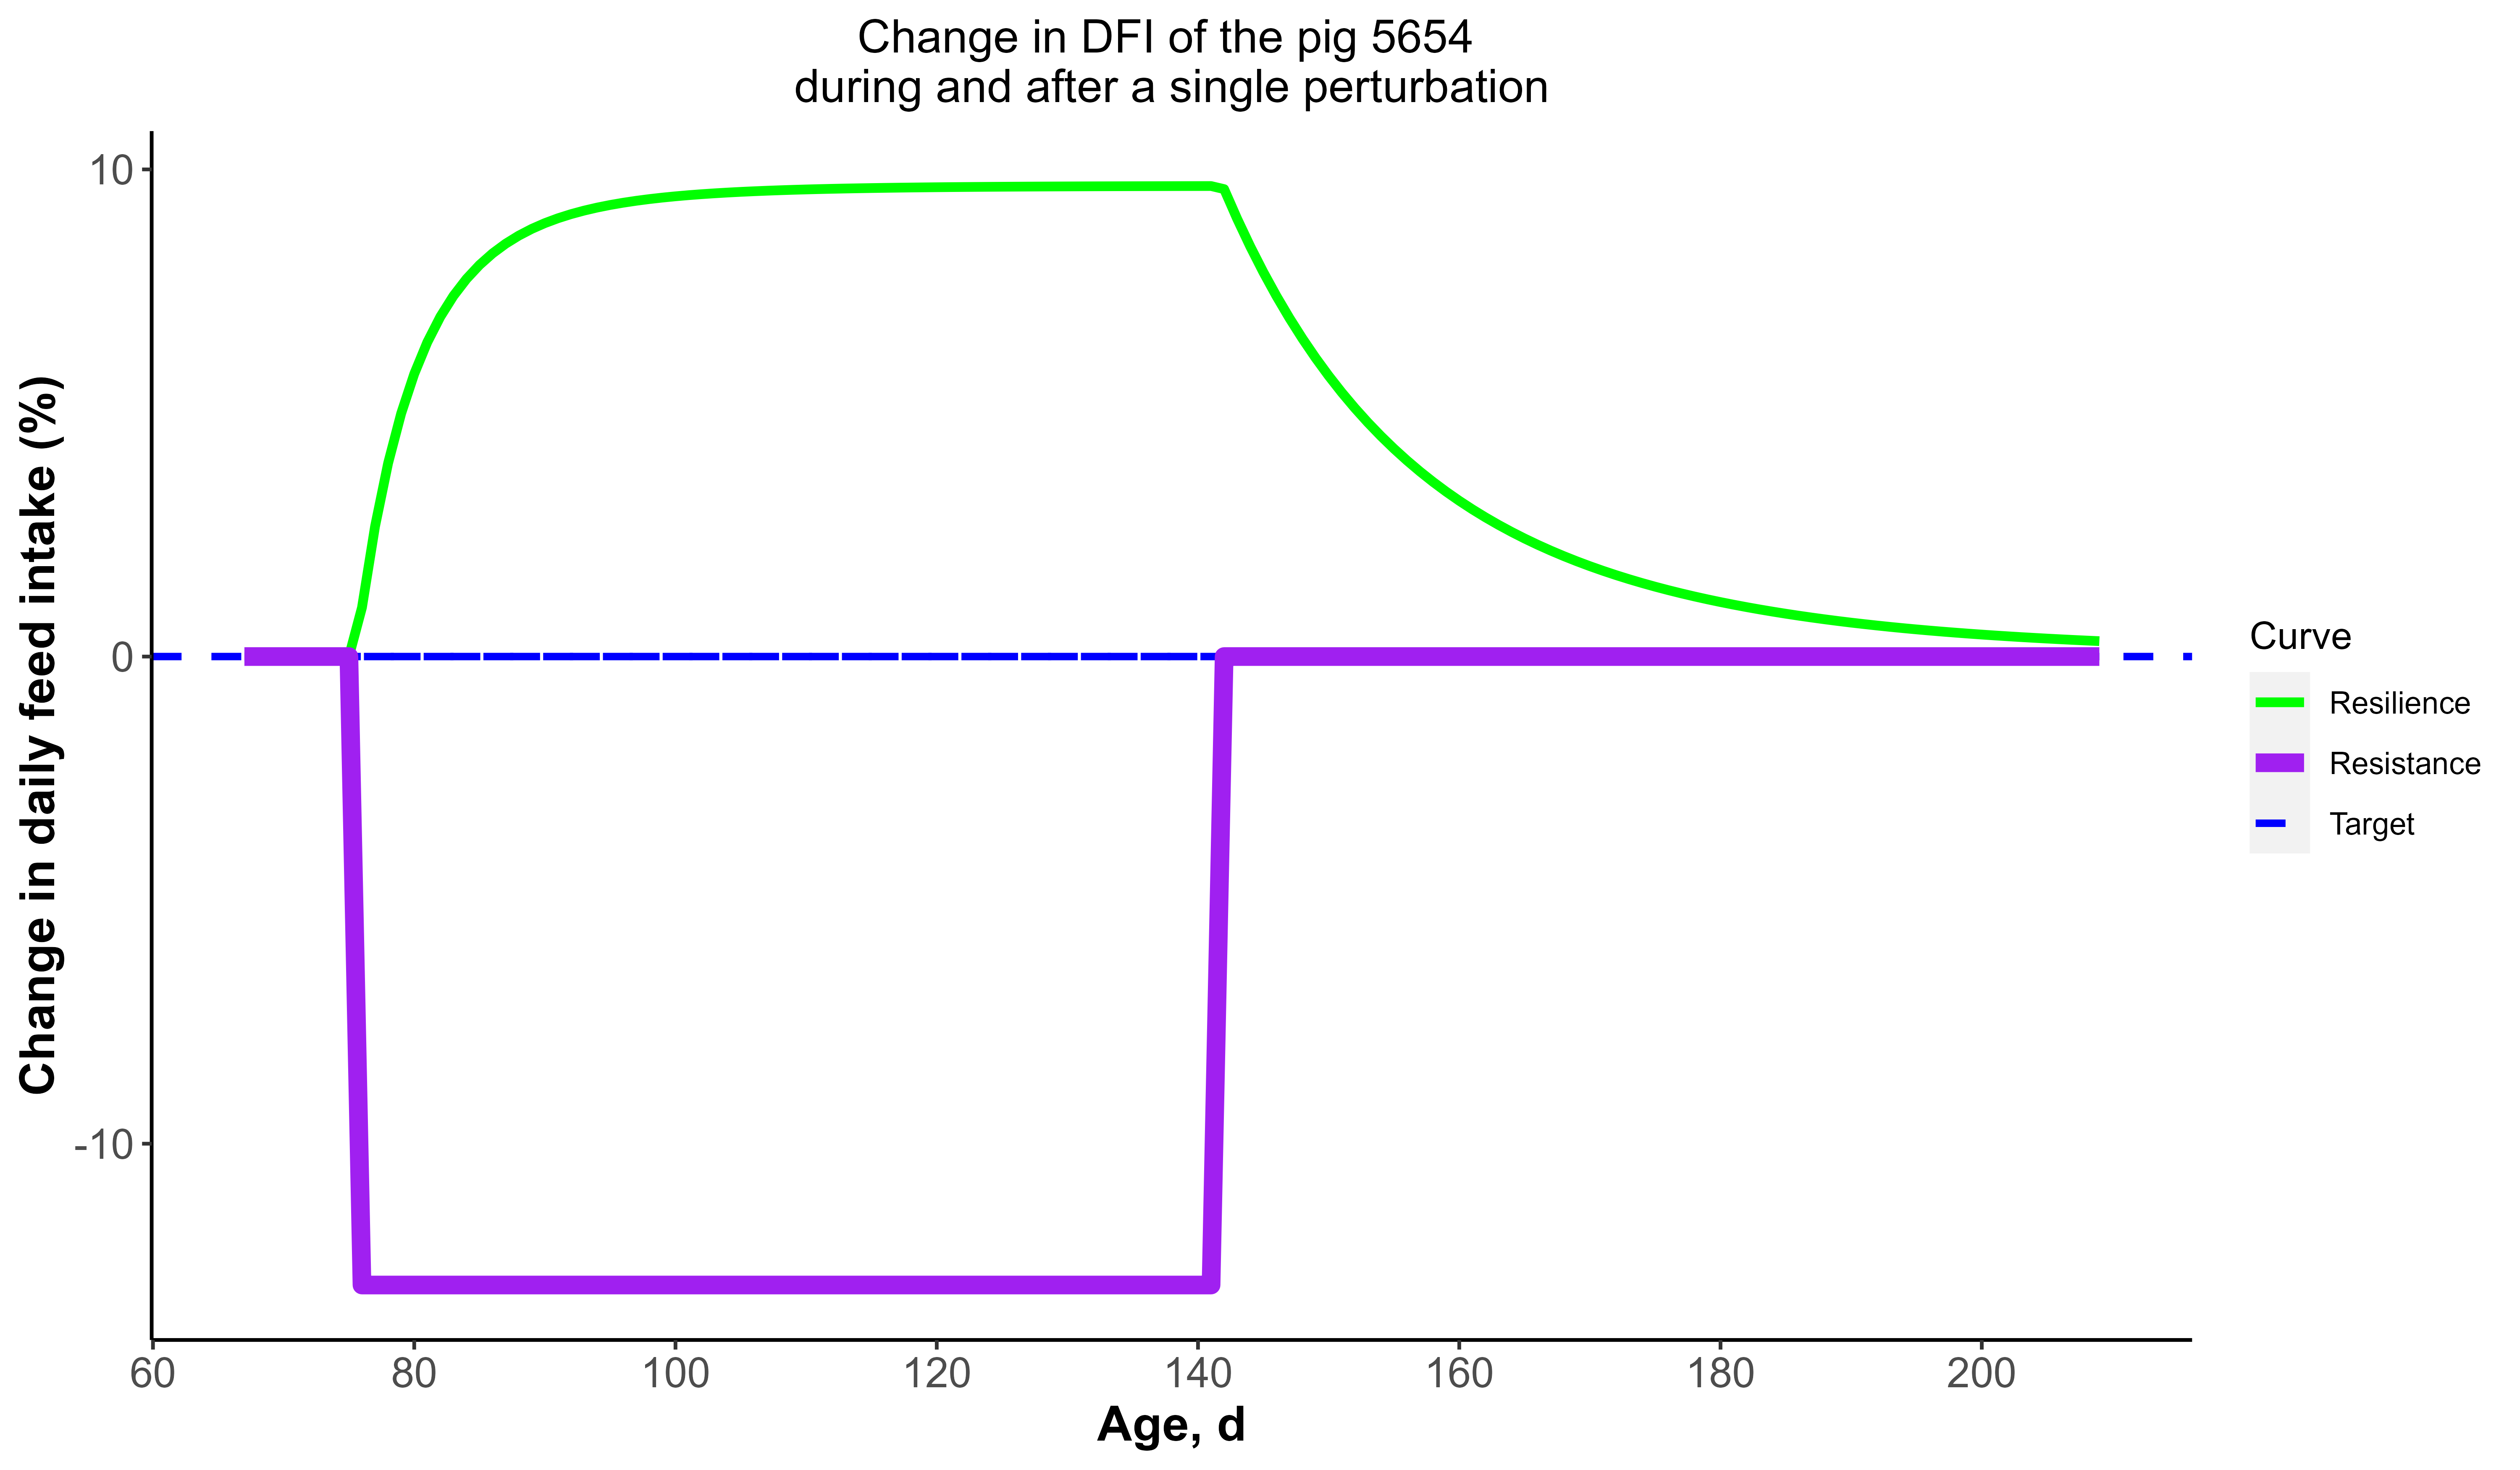 Change in DFI of the pig 5654
during and after a single perturbation
Change in daily feed intake (%)
10
0
-10
60 80 100 120 140 160 180 200
Age, d
Curve
Resilience
Resistance
Target